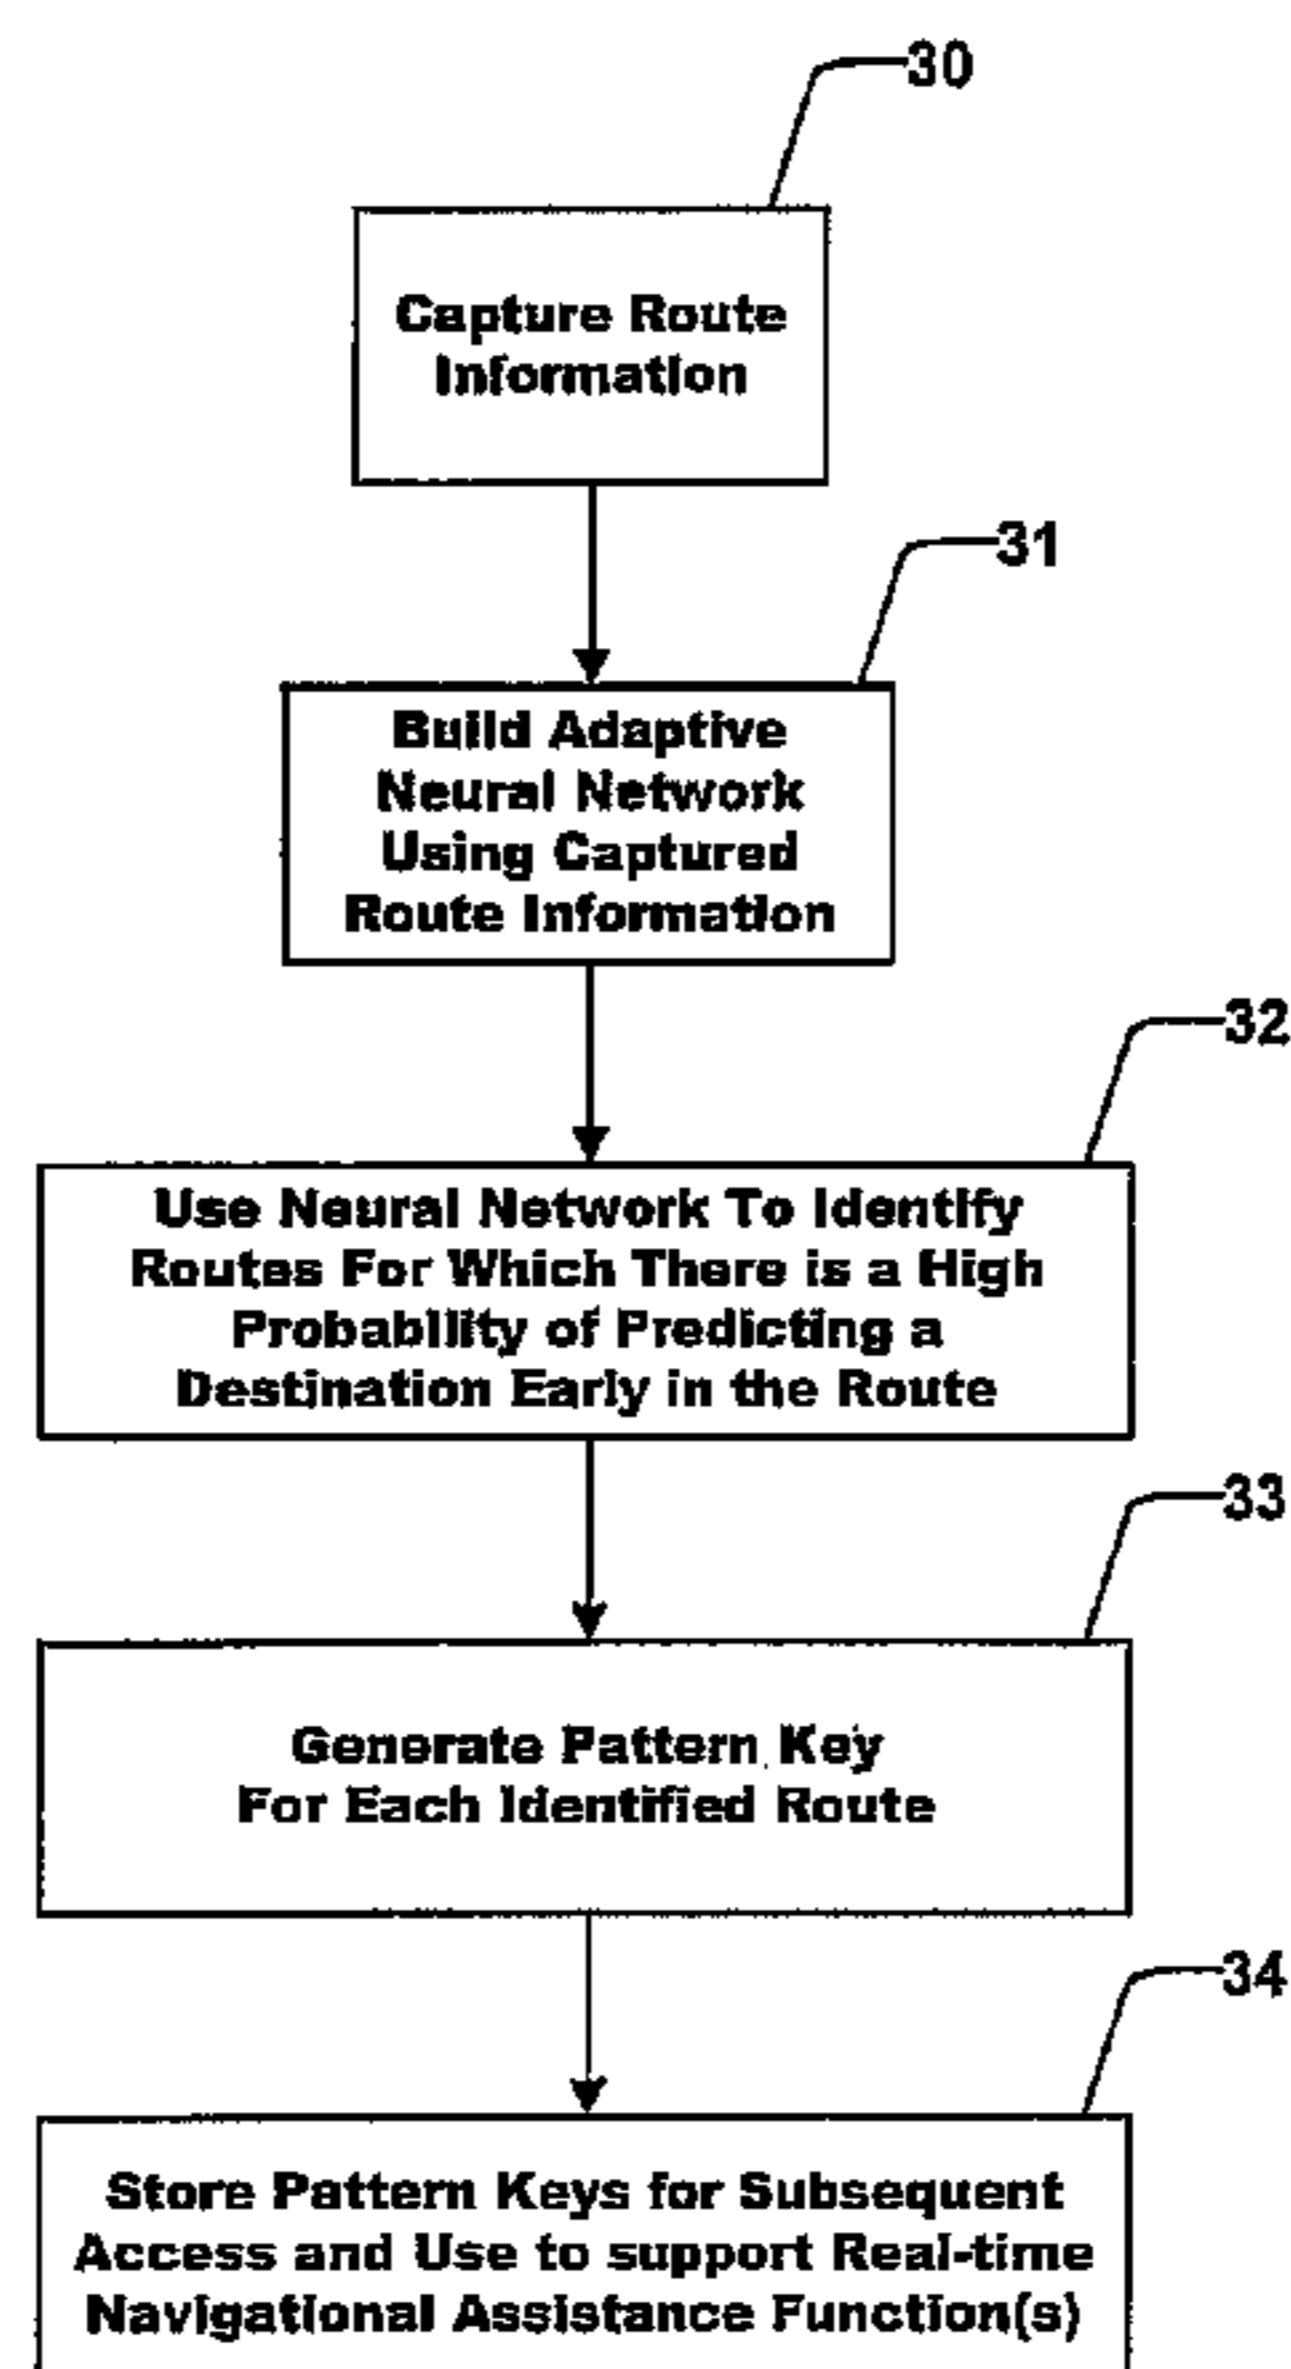 30
Capture Route
Information
31
Build Adaptive
Neural Network
Using Captured
Route Information
32
Use Neural Network To Identify
Routes For Which There is a High
Probability of Predicting a
Destination Early in the Route
33
Generate Pattern Key
For Each Identified Route
34
Store Pattern Keys for Subsequent
Access and Use to support Real-time
Navigational Assistance Function(s)